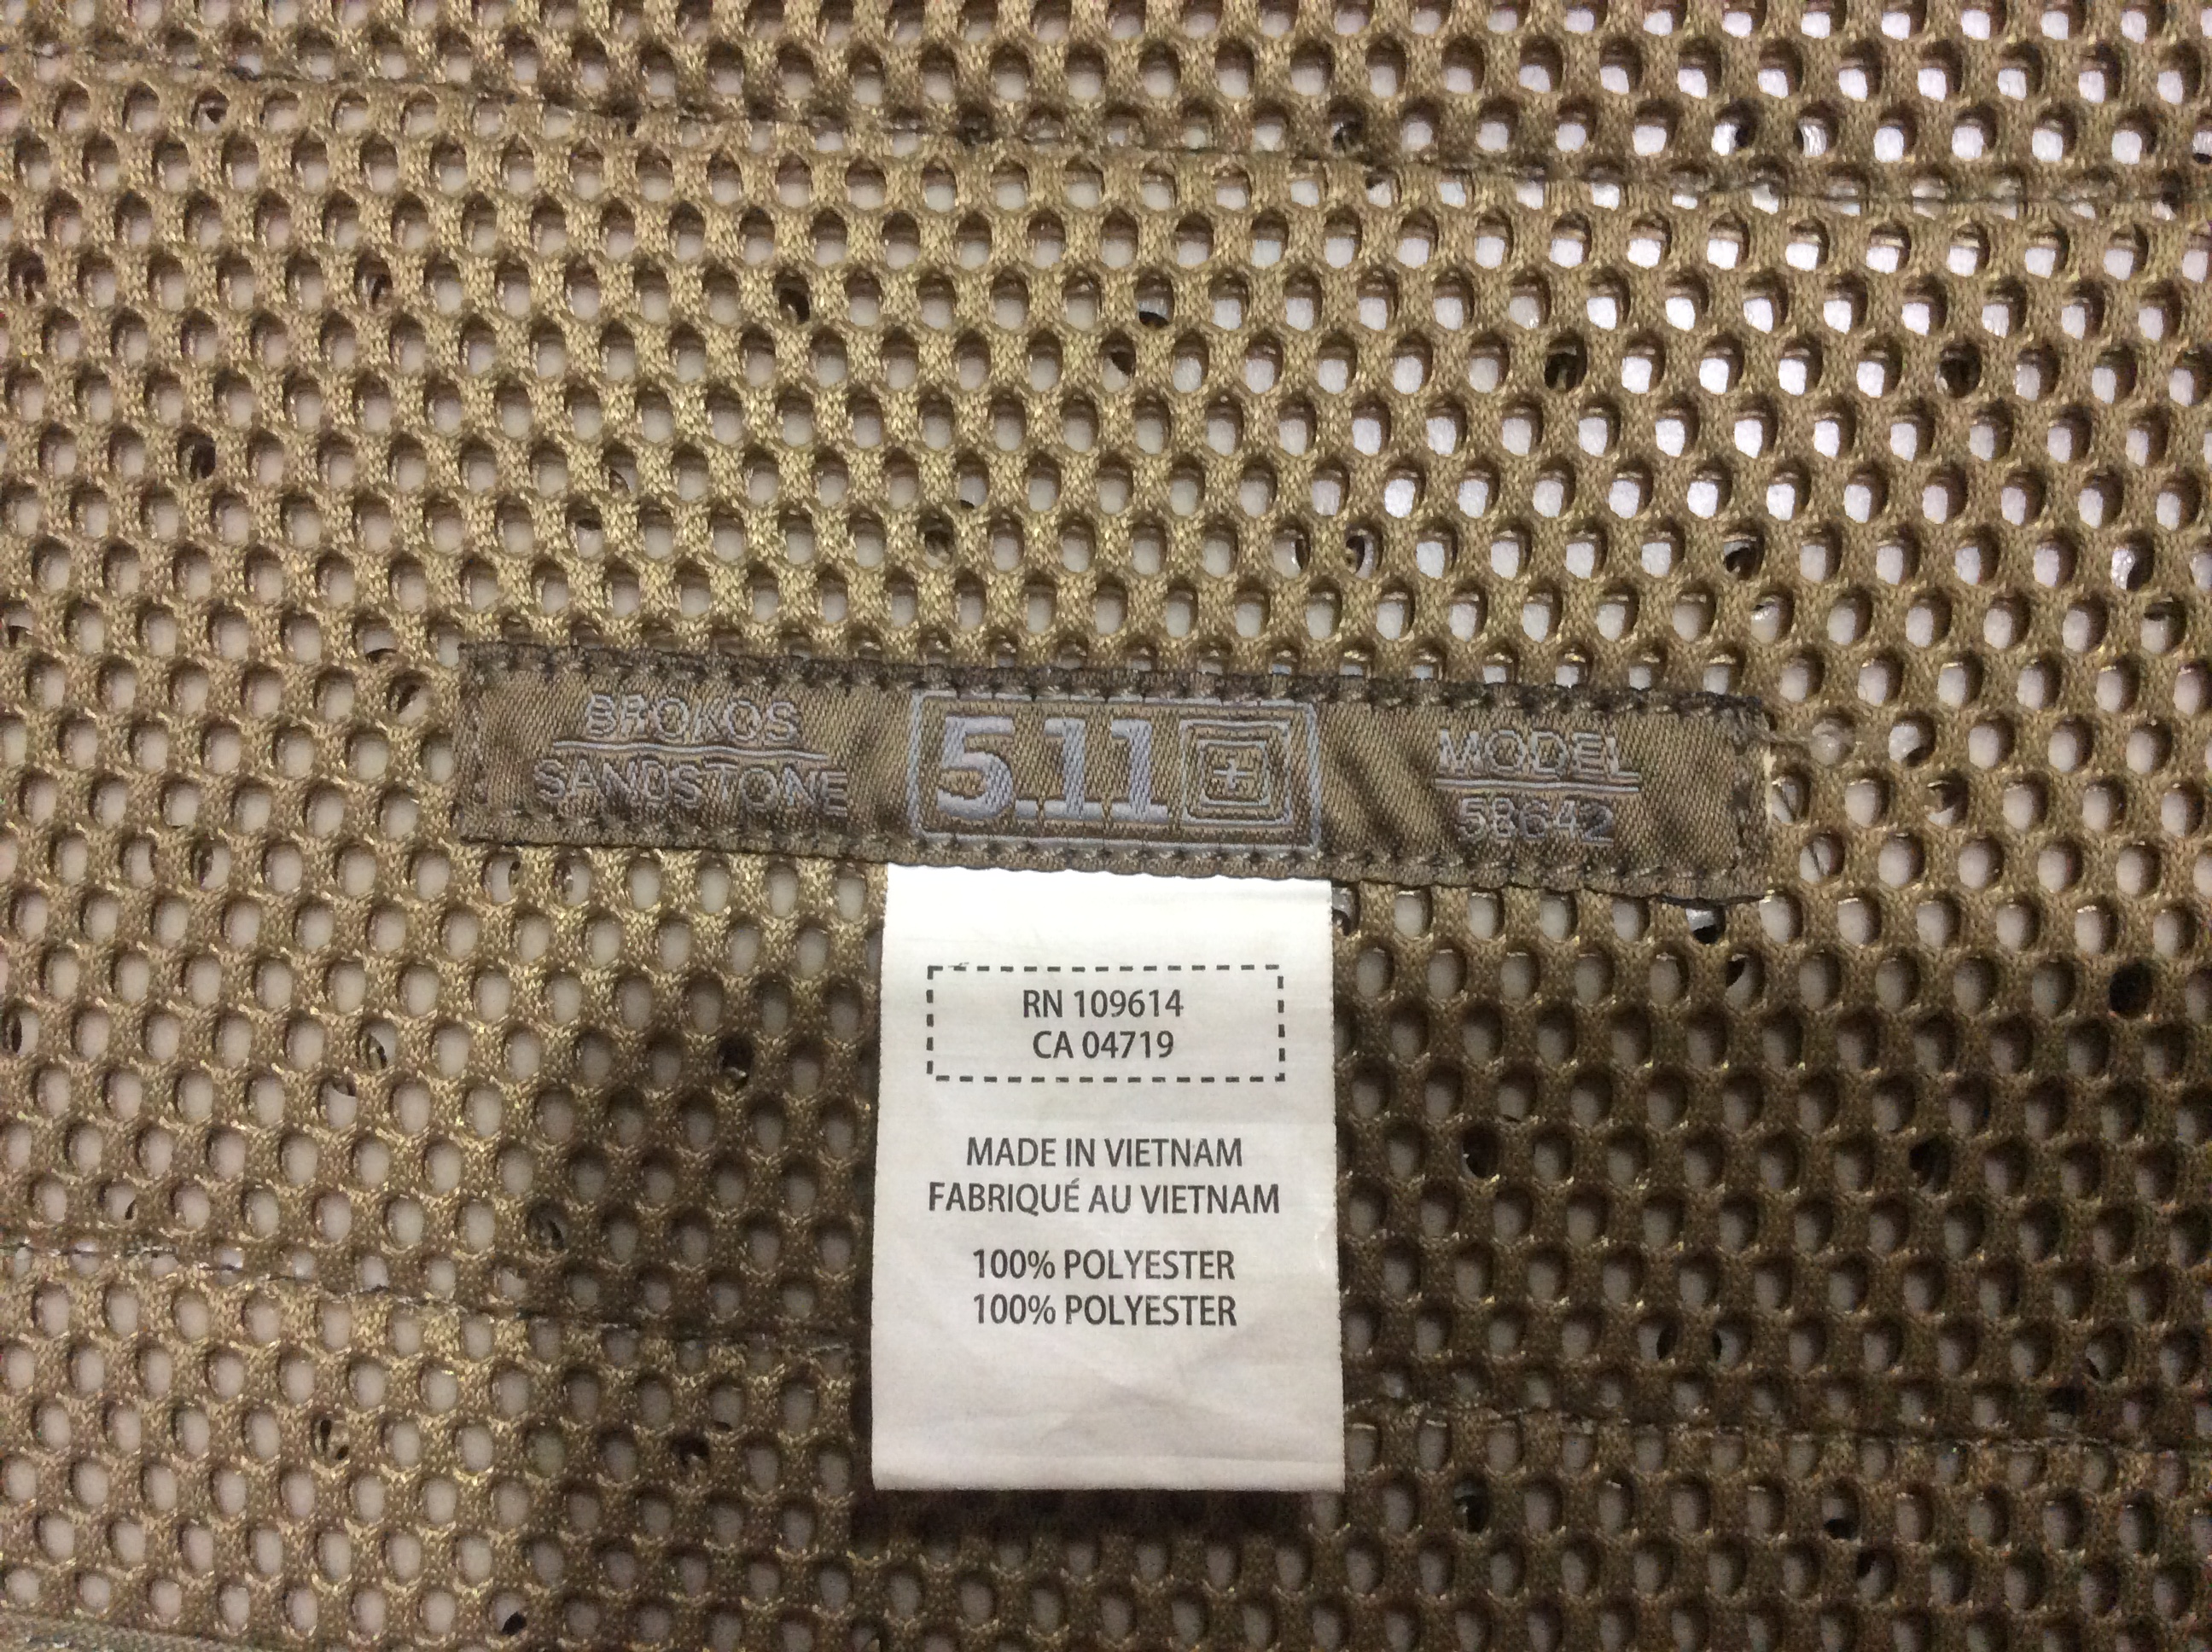 BROKOS
SANDSTONE
5.11
MODEL
58642
RN 109614
CA 04719
MADE IN VIETNAM
FABRIQUÉ AU VIETNAM
100% POLYESTER
100% POLYESTER